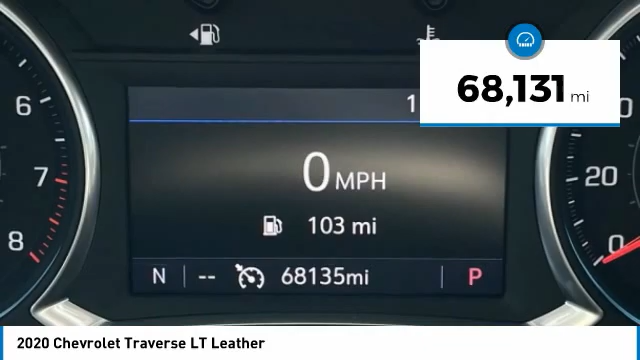 68,131 mi
1
6
7
8
0 MPH
103 mi
N -- 68135mi P
20
0
2020 Chevrolet Traverse LT Leather